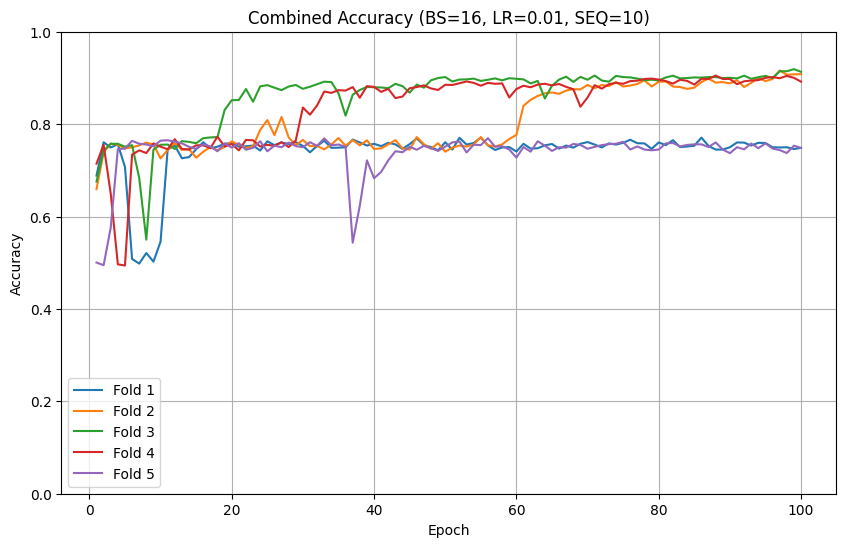 Combined Accuracy (BS=16, LR=0.01, SEQ=10)
1.0
0.8
0.6
0.4
0.2
0.0
Accuracy
Fold 1
Fold 2
Fold 3
Fold 4
Fold 5
0 20 40 60 80 100
Epoch